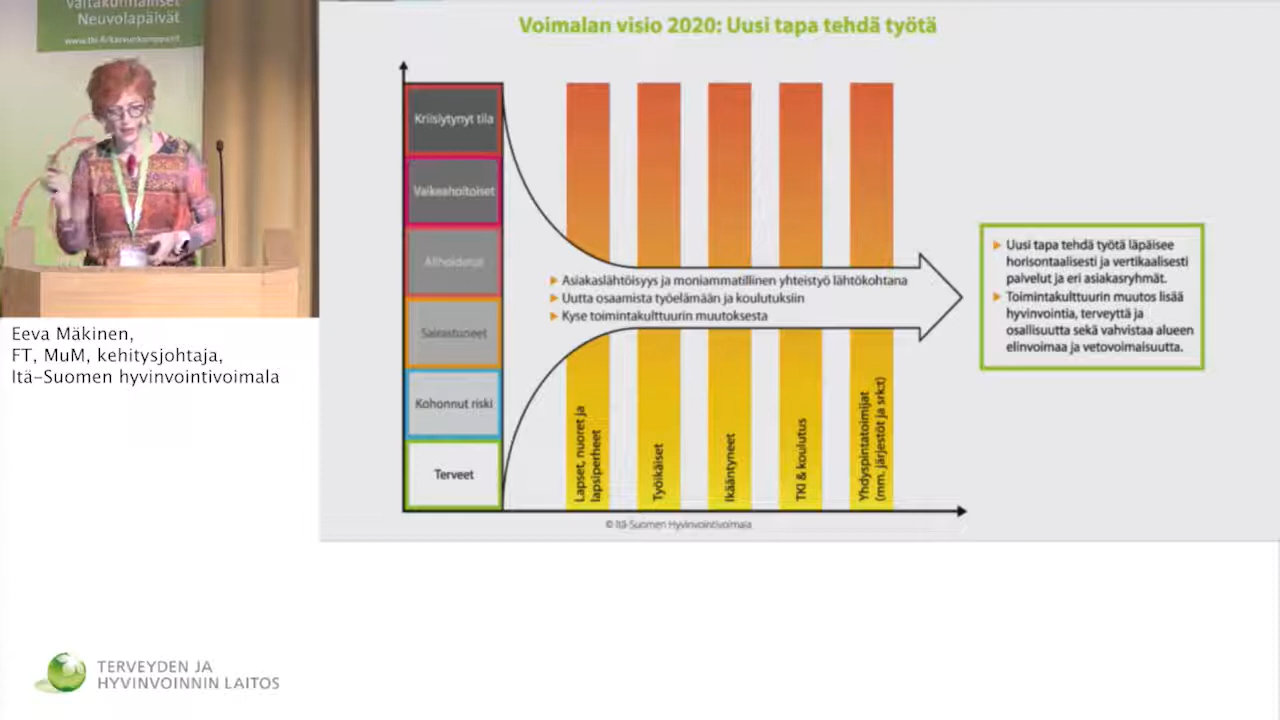 Valtakunnalliset
Neuvolapäivät
Voimalan visio 2020: Uusi tapa tehdä työtä
Kriisiytynyt tila
Vaikeahoitoiset
Alihoidetut
Sairastuneet
Kohonnut riski
Terveet
Asiakaslähtöisyys ja moniammatillinen yhteistyö lähtökohtana
Uutta osaamista työelämään ja koulutuksiin
Kyse toimintakulttuurin muutoksesta
Lapset, nuoret ja
lapsiperheet
Työikäiset
Ikääntyneet
TKI & koulutus
Yhdyspintatoimijat
(mm. järjestöt ja srk:t)
Uusi tapa tehdä työtä läpäisee
horisontaalisesti ja vertikaalisesti
palvelut ja eri asiakasryhmät.
Toimintakulttuurin muutos lisää
hyvinvointia, terveyttä ja
osallisuutta sekä vahvistaa alueen
elinvoimaa ja vetovoimaisuutta.
© Itä-Suomen Hyvinvointivoimala
Eeva Mäkinen,
FT, MuM, kehitysjohtaja,
Itä-Suomen hyvinvointivoimala
TERVEYDEN JA
HYVINVOINNIN LAITOS